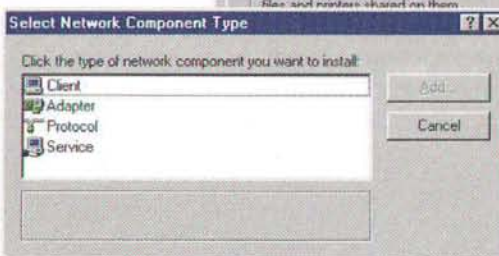 files and printers shared on them
Select Network Component Type
Click the type of network component you want to install:
Client
Adapter
Protocol
Service
Add...
Cancel